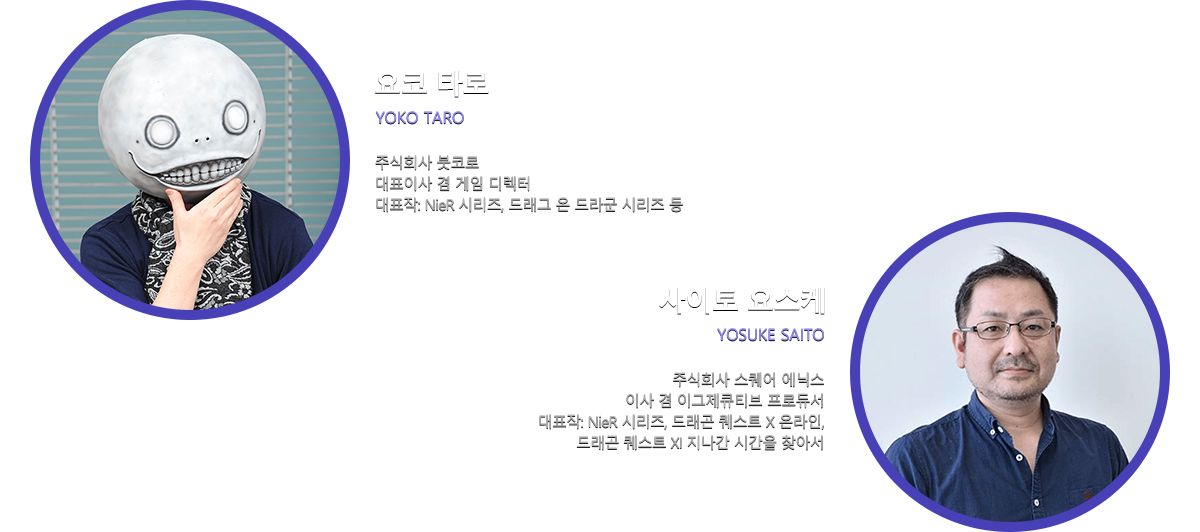 요코 타로
YOKO TARO
주식회사 붓코로
대표이사 겸 게임 디렉터
대표작: NieR 시리즈, 드래그 온 드라군 시리즈 등
사이토 요스케
YOSUKE SAITO
주식회사 스퀘어 에닉스
이사 겸 이그제큐티브 프로듀서
대표작: NieR 시리즈, 드래곤 퀘스트 X 온라인,
드래곤 퀘스트 XI 지나간 시간을 찾아서